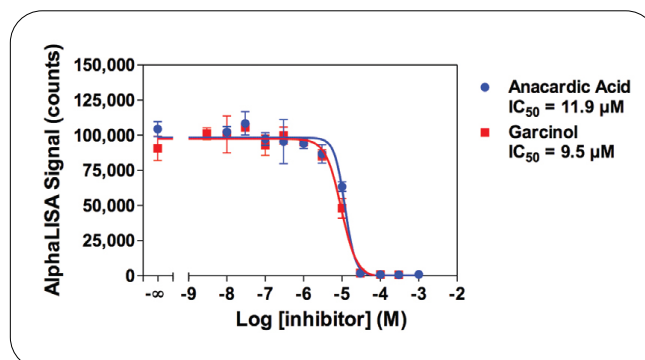 150,000
125,000
100,000
75,000
50,000
25,000
0
AlphaLISA Signal (counts)
-∞ -9 -8 -7 -6 -5 -4 -3 -2
Log [inhibitor] (M)
Anacardic Acid
IC₅₀ = 11.9 µM
Garcinol
IC₅₀ = 9.5 µM